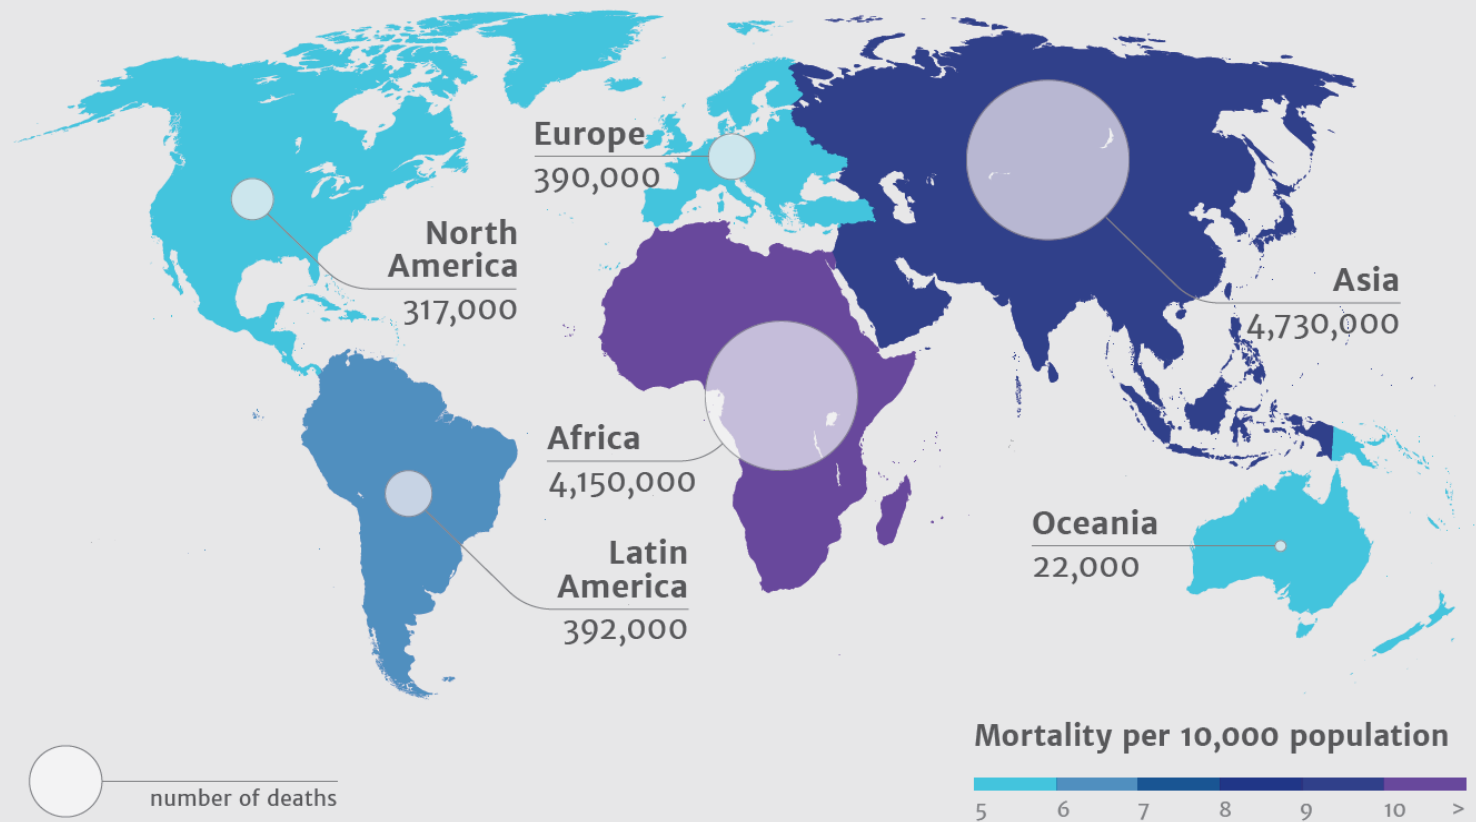 Europe
390,000
North
America
317,000
Asia
4,730,000
Africa
4,150,000
Oceania
22,000
Latin
America
392,000
number of deaths
Mortality per 10,000 population
5 6 7 8 9 10 >